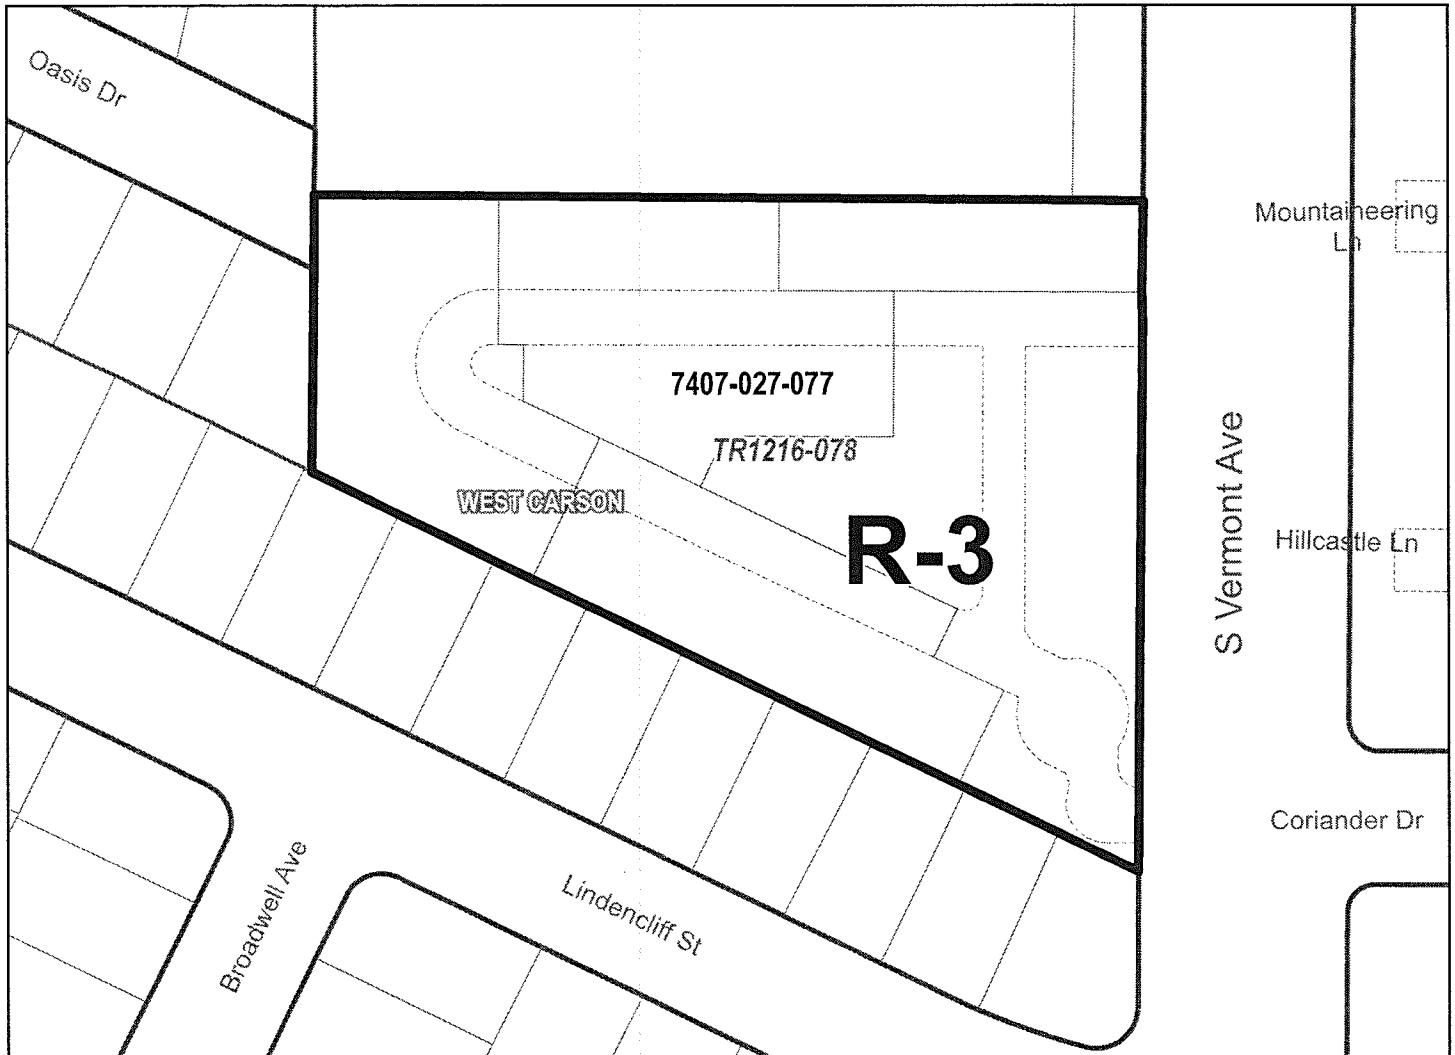 Oasis Dr
Mountaineering
Ln
7407-027-077
TR1216-078
WEST CARSON
R-3
S Vermont Ave
Hillcastle Ln
Coriander Dr
Broadwell Ave
Lindencliff St